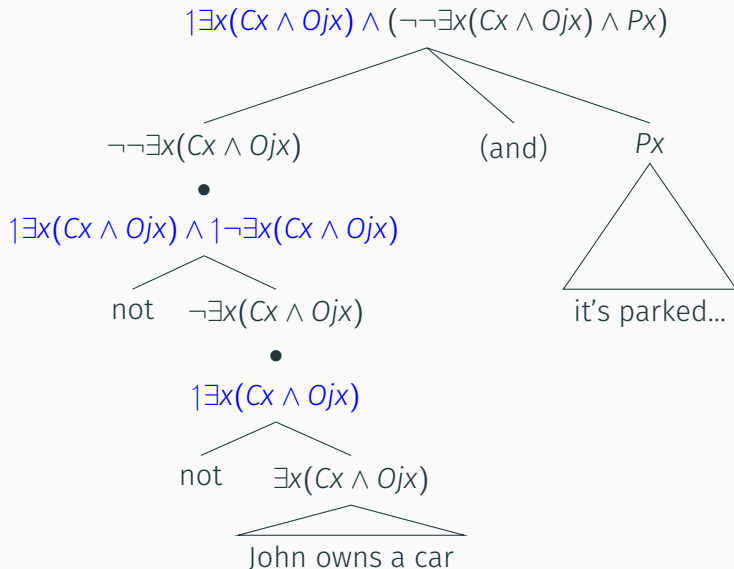 ↿∃x(Cx ∧ Ojx) ∧ (¬¬∃x(Cx ∧ Ojx) ∧ Px)
¬¬∃x(Cx ∧ Ojx) (and) Px
•
↿∃x(Cx ∧ Ojx) ∧ ↿¬∃x(Cx ∧ Ojx)
not ¬∃x(Cx ∧ Ojx) it's parked...
•
↿∃x(Cx ∧ Ojx)
not ∃x(Cx ∧ Ojx)
John owns a car